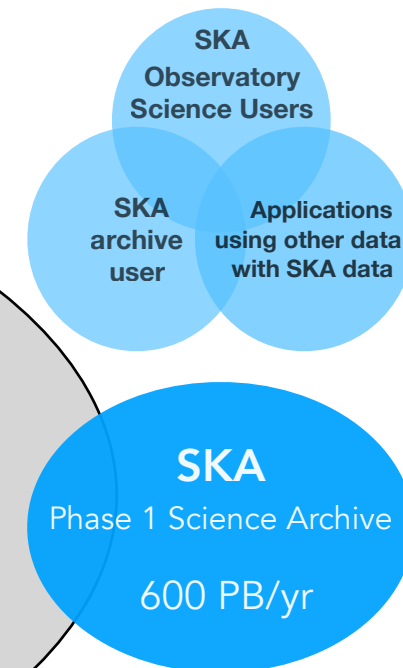 SKA
Observatory
Science Users
SKA
archive
user
Applications
using other data
with SKA data
SKA
Phase 1 Science Archive
600 PB/yr